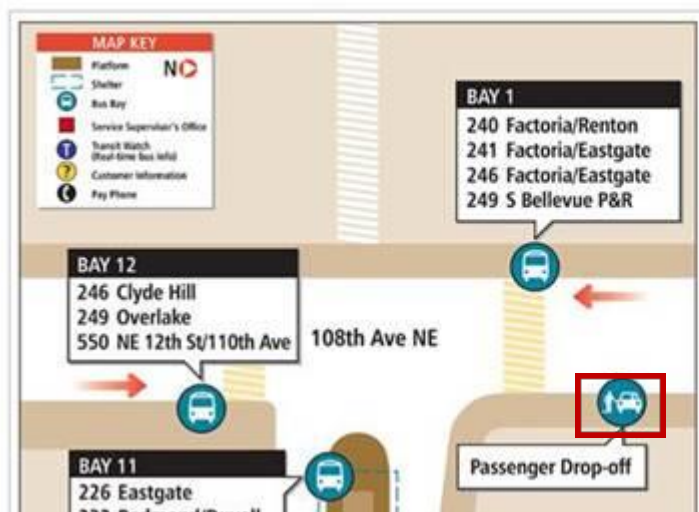 MAP KEY
Platform
N
Shelter
Bus Bay
Service Supervisor's Office
Transit Watch
(Real-time bus info)
Customer Information
Pay Phone
BAY 1
240 Factoria/Renton
241 Factoria/Eastgate
246 Factoria/Eastgate
249 S Bellevue P&R
BAY 12
246 Clyde Hill
249 Overlake
550 NE 12th St/110th Ave
108th Ave NE
Passenger Drop-off
BAY 11
226 Eastgate